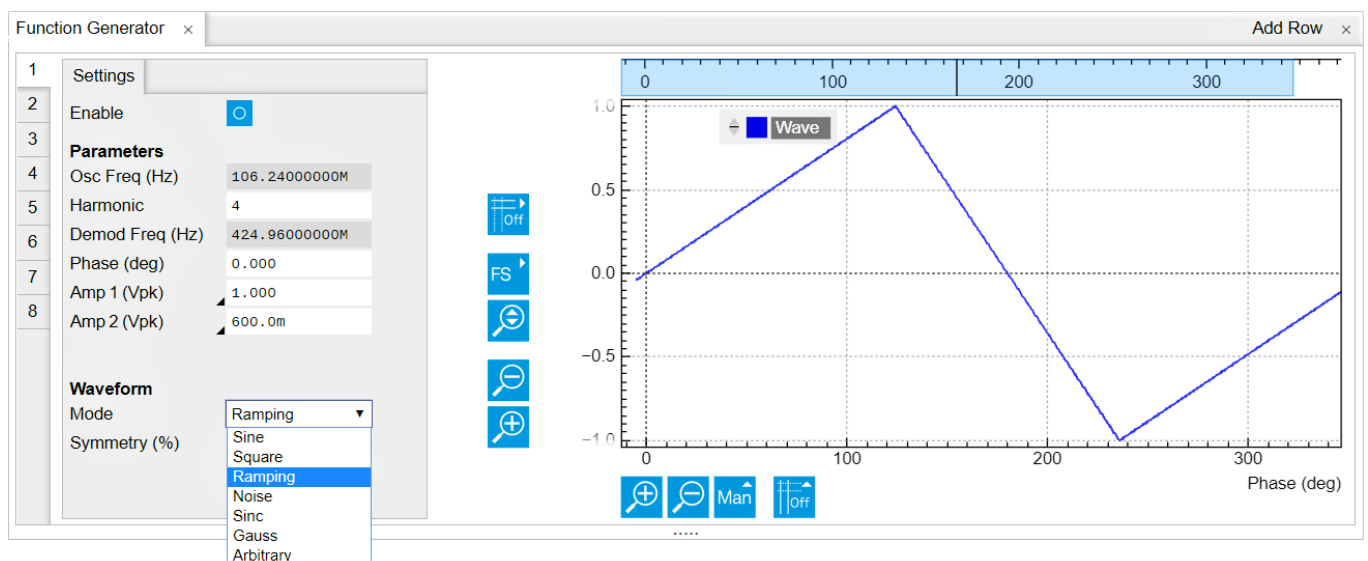 Function Generator ×
Add Row ×
1
2
3
4
5
6
7
8
Settings
Enable
Parameters
Osc Freq (Hz) 106.24000000M
Harmonic 4
Demod Freq (Hz) 424.96000000M
Phase (deg) 0.000
Amp 1 (Vpk) 1.000
Amp 2 (Vpk) 600.0m
Waveform
Mode Ramping ▼
Symmetry (%)
Sine
Square
Ramping
Noise
Sinc
Gauss
Arbitrary
Off
FS
0 100 200 300
Wave
1.0
0.5
0.0
−0.5
−1.0
0 100 200 300
Phase (deg)
Man
Off